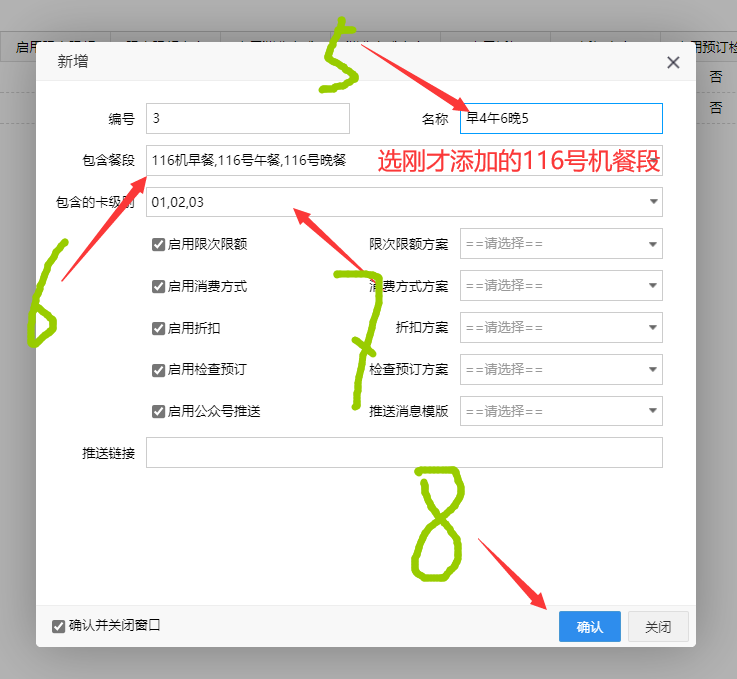 5
新增
编号 3 名称 早4午6晚5
包含餐段 116机早餐,116号午餐,116号晚餐 选刚才添加的116号机餐段
包含的卡级别 01,02,03
启用限次限额 限次限额方案 ==请选择==
启用消费方式 消费方式方案 ==请选择==
启用折扣 折扣方案 ==请选择==
启用检查预订 检查预订方案 ==请选择==
启用公众号推送 推送消息模版 ==请选择==
6
7
推送链接
8
确认并关闭窗口 确认 关闭
否
否